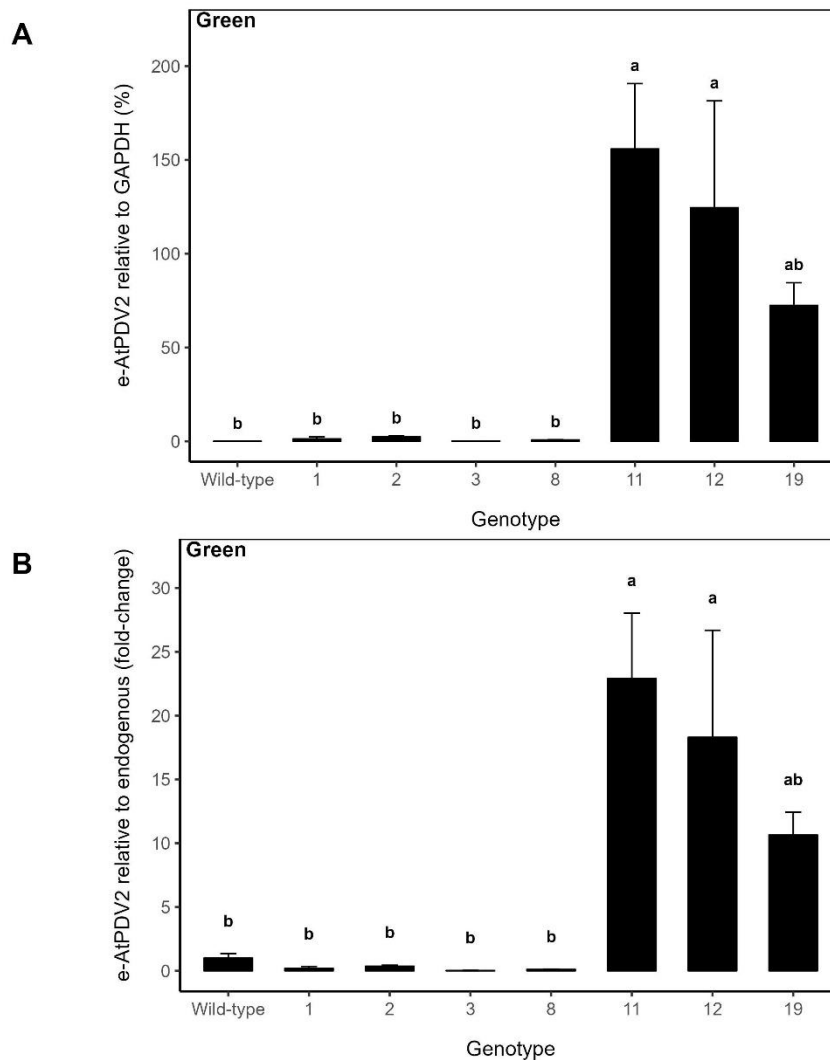 A
Green
e-AtPDV2 relative to GAPDH (%)
200
150
100
50
0
a
a
ab
b
b
b
b
b
Wild-type 1 2 3 8 11 12 19
Genotype
B
Green
e-AtPDV2 relative to endogenous (fold-change)
30
25
20
15
10
5
0
a
a
ab
b
b
b
b
b
Wild-type 1 2 3 8 11 12 19
Genotype